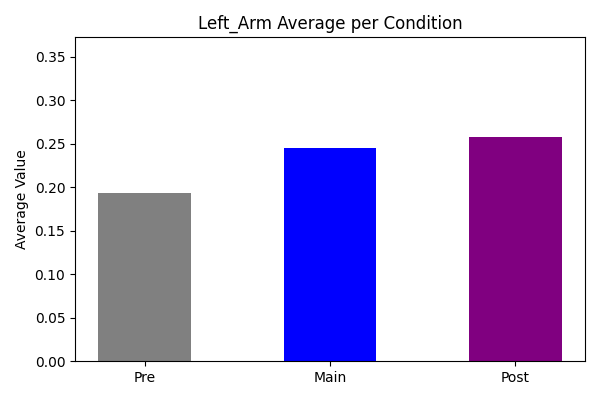 Left_Arm Average per Condition
Average Value
0.35
0.30
0.25
0.20
0.15
0.10
0.05
0.00
Pre
Main
Post